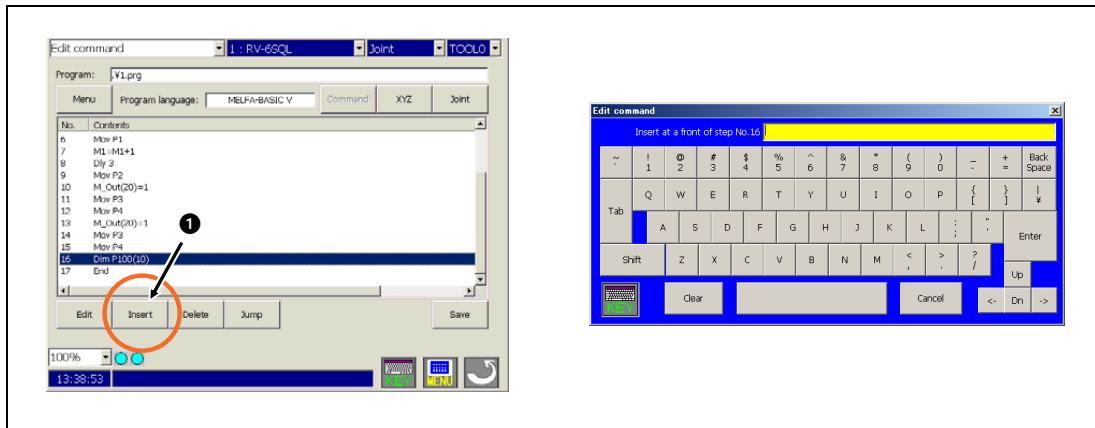 Edit command 1 : RV-6SQL Joint TOOL0
Program: .¥1.prg
Menu Program language: MELFA-BASIC V Command XYZ Joint
No. Contents
6 Mov P1
7 M1=M1+1
8 Dly 3
9 Mov P2
10 M_Out(20)=1
11 Mov P3
12 Mov P4
13 M_Out(20)=1
14 Mov P3
15 Mov P4
16 Dim P100(10)
17 End
1
Edit Insert Delete Jump Save
100%
13:38:53 KEY MENU
Edit command
Insert at a front of step No.16
~ ! @ # $ % ^ & * ( ) _ + Back
` 1 2 3 4 5 6 7 8 9 0 - = Space
Tab Q W E R T Y U I O P { [ } ] | ¥
A S D F G H J K L : ; " ' Enter
Shift Z X C V B N M < , > . ? / Up
KEY Clear Cancel <- Dn ->